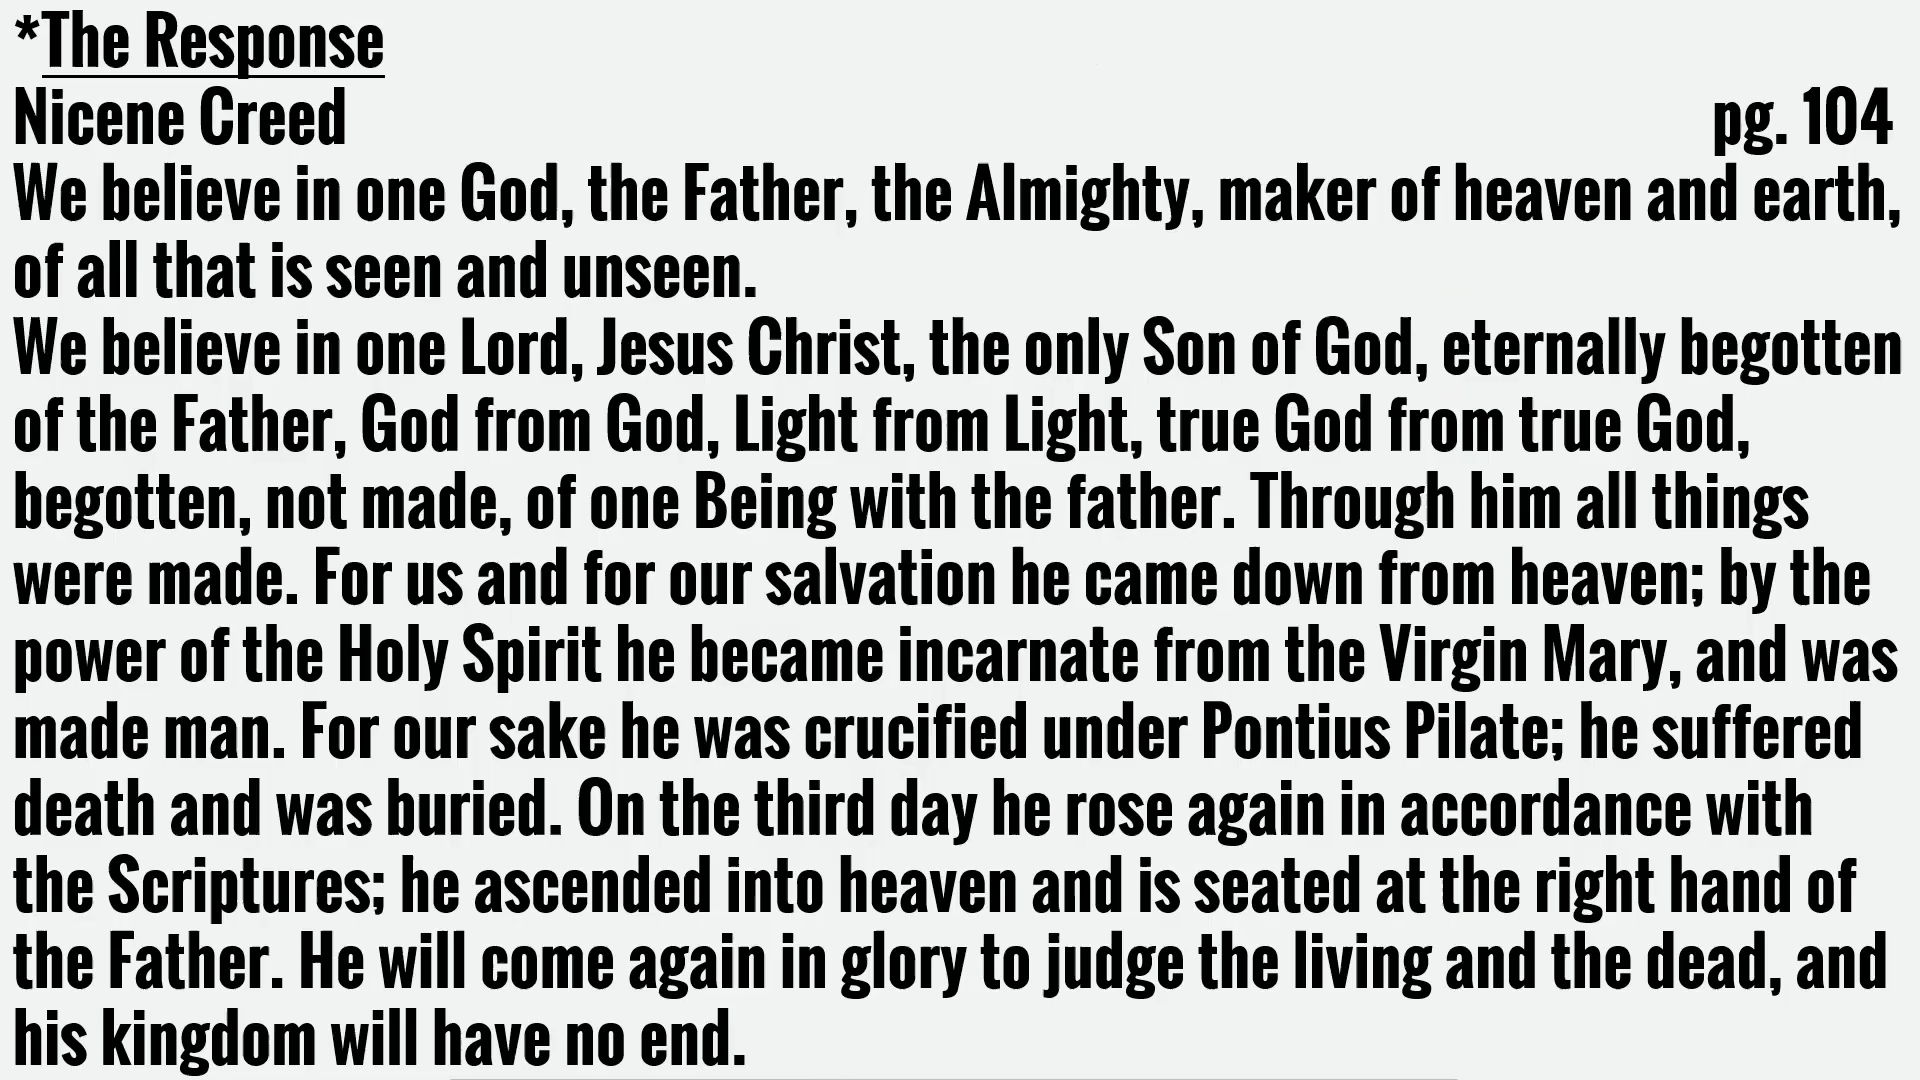 *The Response
Nicene Creed pg. 104
We believe in one God, the Father, the Almighty, maker of heaven and earth,
of all that is seen and unseen.
We believe in one Lord, Jesus Christ, the only Son of God, eternally begotten
of the Father, God from God, Light from Light, true God from true God,
begotten, not made, of one Being with the father. Through him all things
were made. For us and for our salvation he came down from heaven; by the
power of the Holy Spirit he became incarnate from the Virgin Mary, and was
made man. For our sake he was crucified under Pontius Pilate; he suffered
death and was buried. On the third day he rose again in accordance with
the Scriptures; he ascended into heaven and is seated at the right hand of
the Father. He will come again in glory to judge the living and the dead, and
his kingdom will have no end.